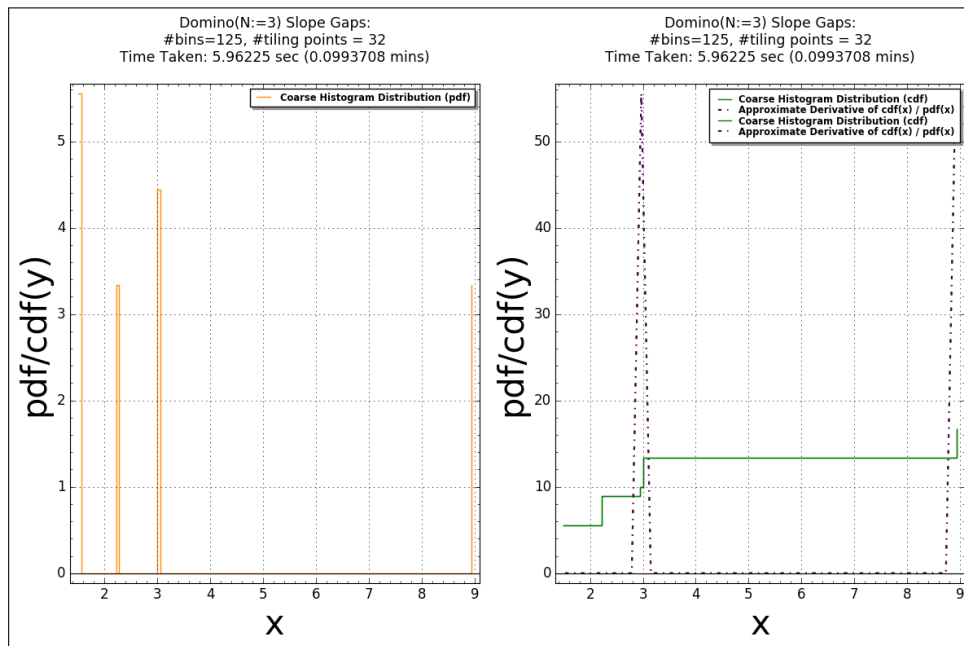 Domino(N:=3) Slope Gaps:
#bins=125, #tiling points = 32
Time Taken: 5.96225 sec (0.0993708 mins)
Coarse Histogram Distribution (pdf)
pdf/cdf(y)
5
4
3
2
1
0
2 3 4 5 6 7 8 9
x
Domino(N:=3) Slope Gaps:
#bins=125, #tiling points = 32
Time Taken: 5.96225 sec (0.0993708 mins)
Coarse Histogram Distribution (cdf)
Approximate Derivative of cdf(x) / pdf(x)
Coarse Histogram Distribution (cdf)
Approximate Derivative of cdf(x) / pdf(x)
pdf/cdf(y)
50
40
30
20
10
0
2 3 4 5 6 7 8 9
x